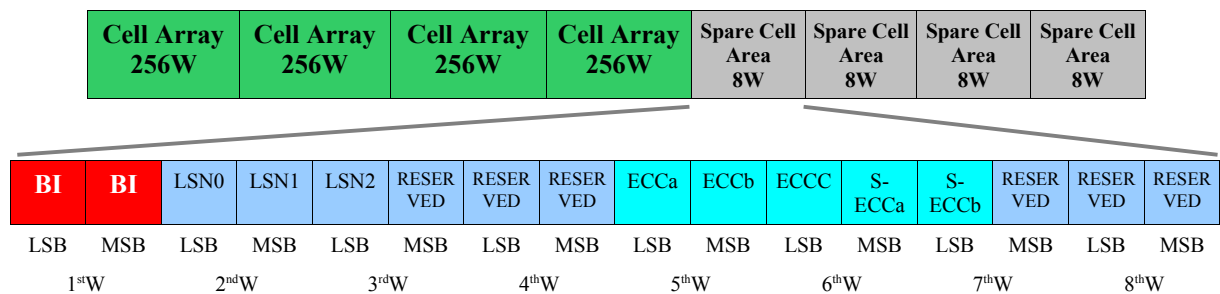 Cell Array 256W Cell Array 256W Cell Array 256W Cell Array 256W Spare Cell Area 8W Spare Cell Area 8W Spare Cell Area 8W Spare Cell Area 8W
BI BI LSN0 LSN1 LSN2 RESER VED RESER VED RESER VED ECCa ECCb ECCC S-ECCa S-ECCb RESER VED RESER VED RESER VED
LSB MSB LSB MSB LSB MSB LSB MSB LSB MSB LSB MSB LSB MSB LSB MSB
1stW 2ndW 3rdW 4thW 5thW 6thW 7thW 8thW